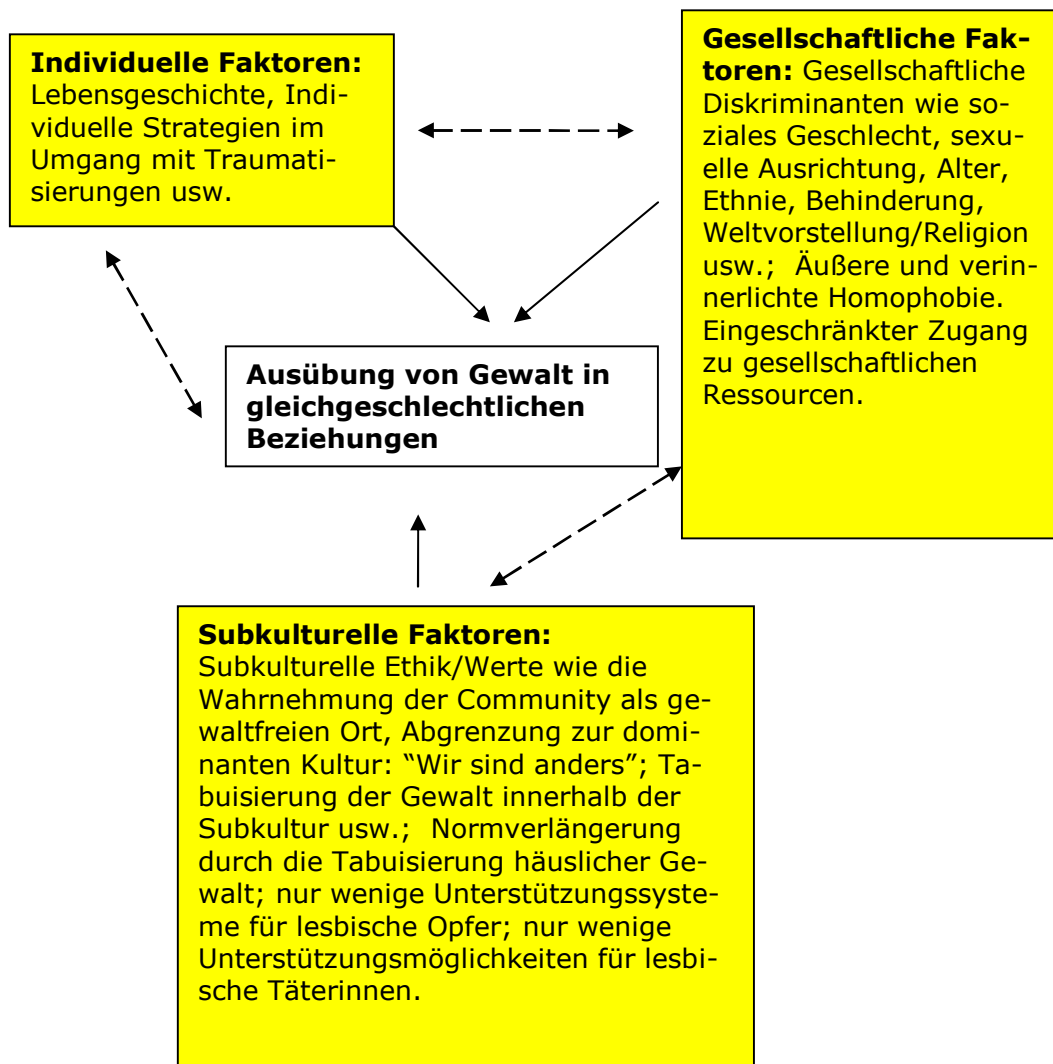 Individuelle Faktoren:
Lebensgeschichte, Indi-
viduelle Strategien im
Umgang mit Traumati-
sierungen usw.
Gesellschaftliche Fak-
toren: Gesellschaftliche
Diskriminanten wie so-
ziales Geschlecht, sexu-
elle Ausrichtung, Alter,
Ethnie, Behinderung,
Weltvorstellung/Religion
usw.;  Äußere und verin-
nerlichte Homophobie.
Eingeschränkter Zugang
zu gesellschaftlichen
Ressourcen.
Ausübung von Gewalt in
gleichgeschlechtlichen
Beziehungen
Subkulturelle Faktoren:
Subkulturelle Ethik/Werte wie die
Wahrnehmung der Community als ge-
waltfreien Ort, Abgrenzung zur domi-
nanten Kultur: “Wir sind anders”; Ta-
buisierung der Gewalt innerhalb der
Subkultur usw.;  Normverlängerung
durch die Tabuisierung häuslicher Ge-
walt; nur wenige Unterstützungssyste-
me für lesbische Opfer; nur wenige
Unterstützungsmöglichkeiten für lesbi-
sche Täterinnen.